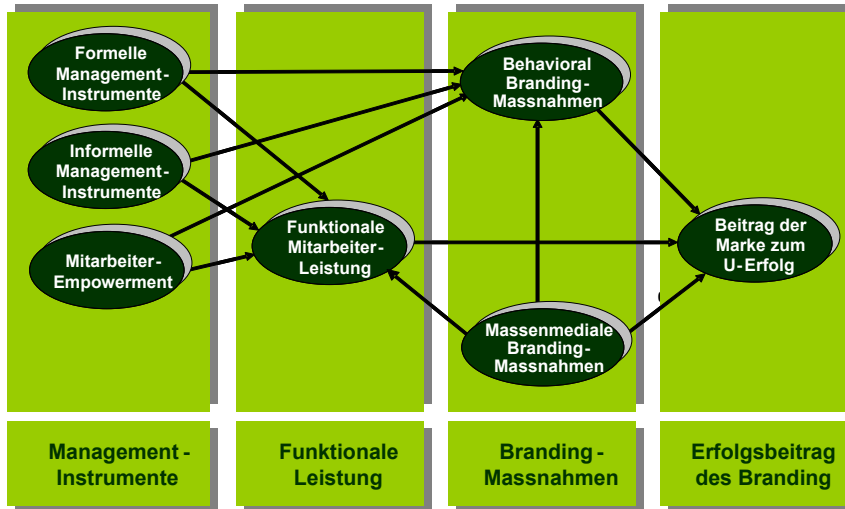 Formelle
Management-
Instrumente
Informelle
Management-
Instrumente
Mitarbeiter-
Empowerment
Funktionale
Mitarbeiter-
Leistung
Behavioral
Branding-
Massnahmen
Massenmediale
Branding-
Massnahmen
Beitrag der
Marke zum
U-Erfolg
Management-
Instrumente
Funktionale
Leistung
Branding-
Massnahmen
Erfolgsbeitrag
des Branding